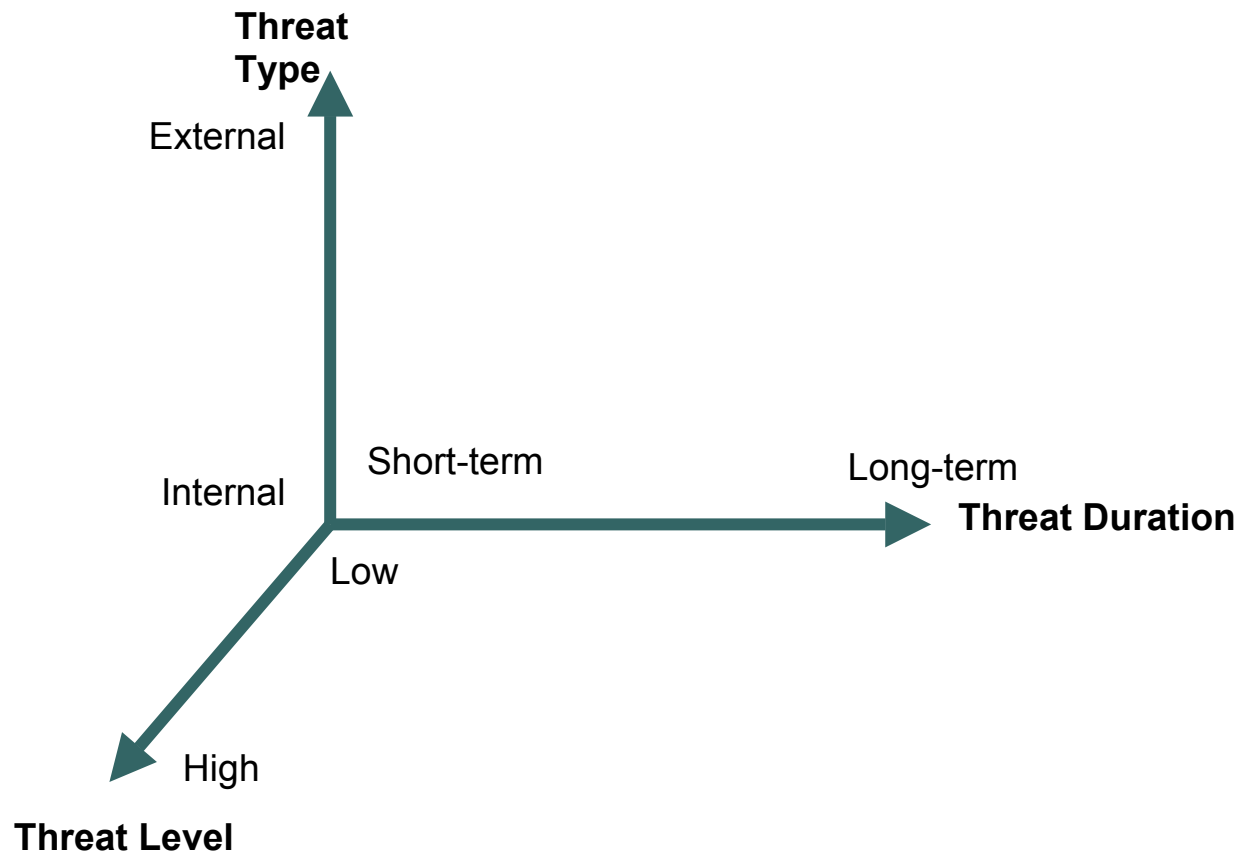 Threat
Type
External
Short-term
Long-term
Internal
Threat Duration
Low
High
Threat Level